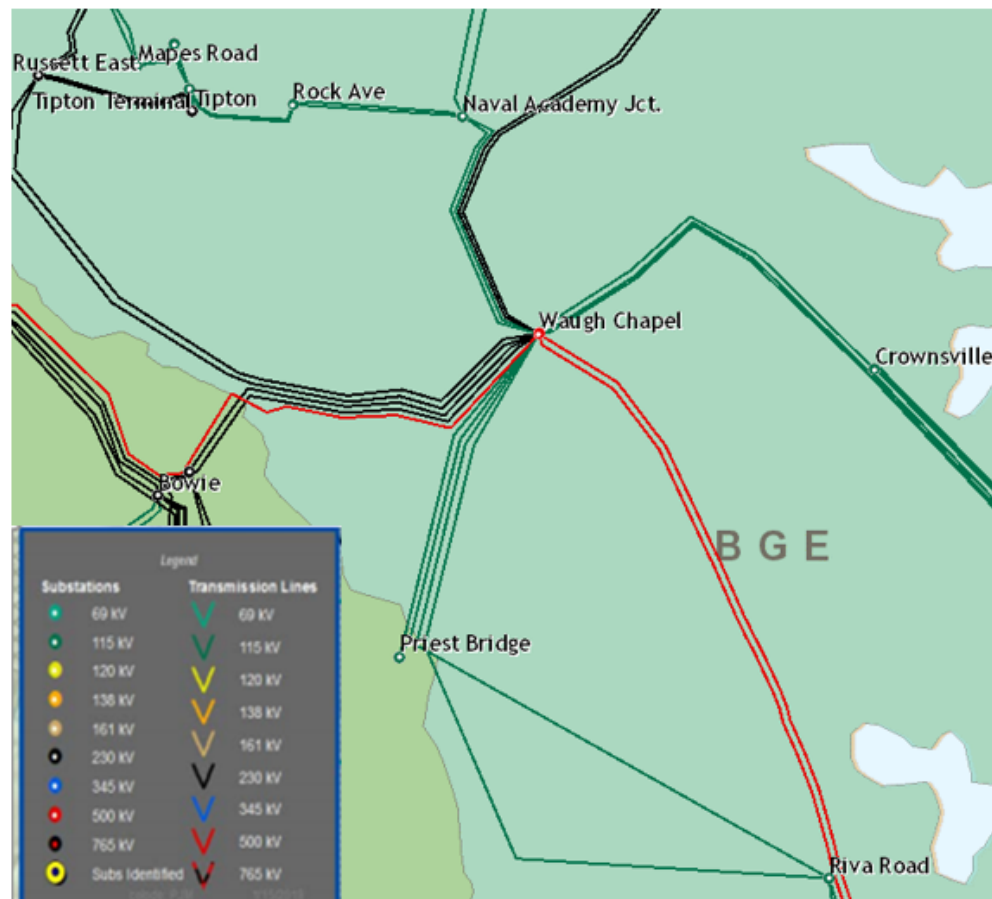 Mapes Road
Russett East
Tipton Terminal
Tipton
Rock Ave
Naval Academy Jct.
Waugh Chapel
Crownsville
Bowie
B G E
Priest Bridge
Riva Road
Legend
Substations Transmission Lines
69 kV 69 kV
115 kV 115 kV
120 kV 120 kV
138 kV 138 kV
161 kV 161 kV
230 kV 230 kV
345 kV 345 kV
500 kV 500 kV
765 kV 765 kV
Subs Identified